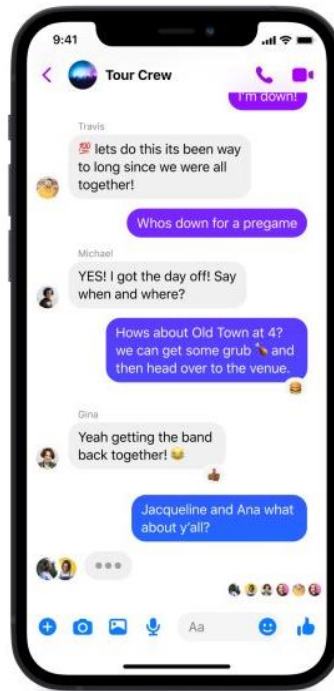 9:41
Tour Crew
I'm down!
Travis
💯 lets do this its been way
to long since we were all
together!
Whos down for a pregame
Michael
YES! I got the day off! Say
when and where?
Hows about Old Town at 4?
we can get some grub 🍗 and
then head over to the venue.
Gina
Yeah getting the band
back together! 😂
Jacqueline and Ana what
about y'all?
Aa